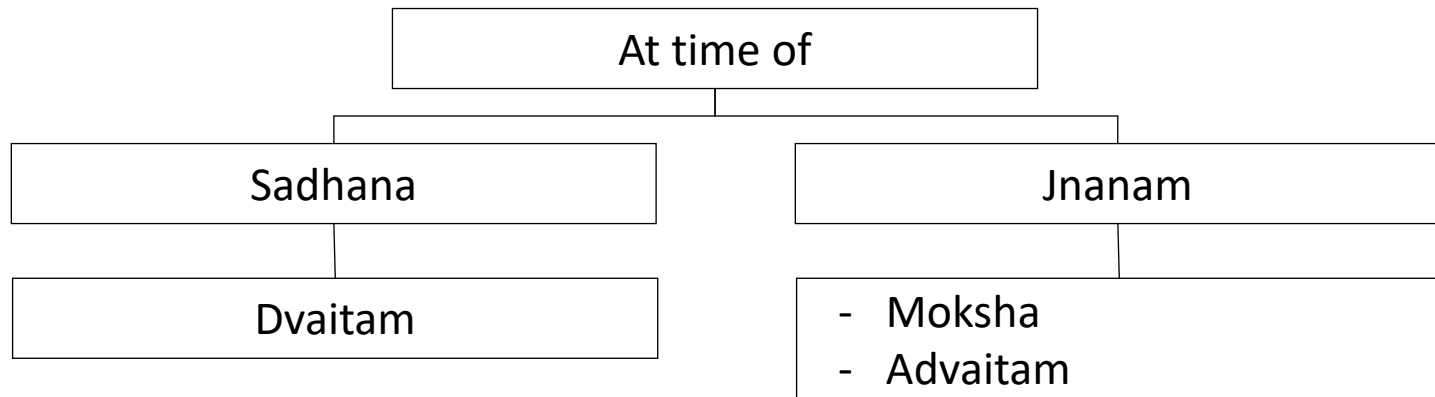 At time of
Sadhana
Jnanam
Dvaitam
- Moksha
- Advaitam